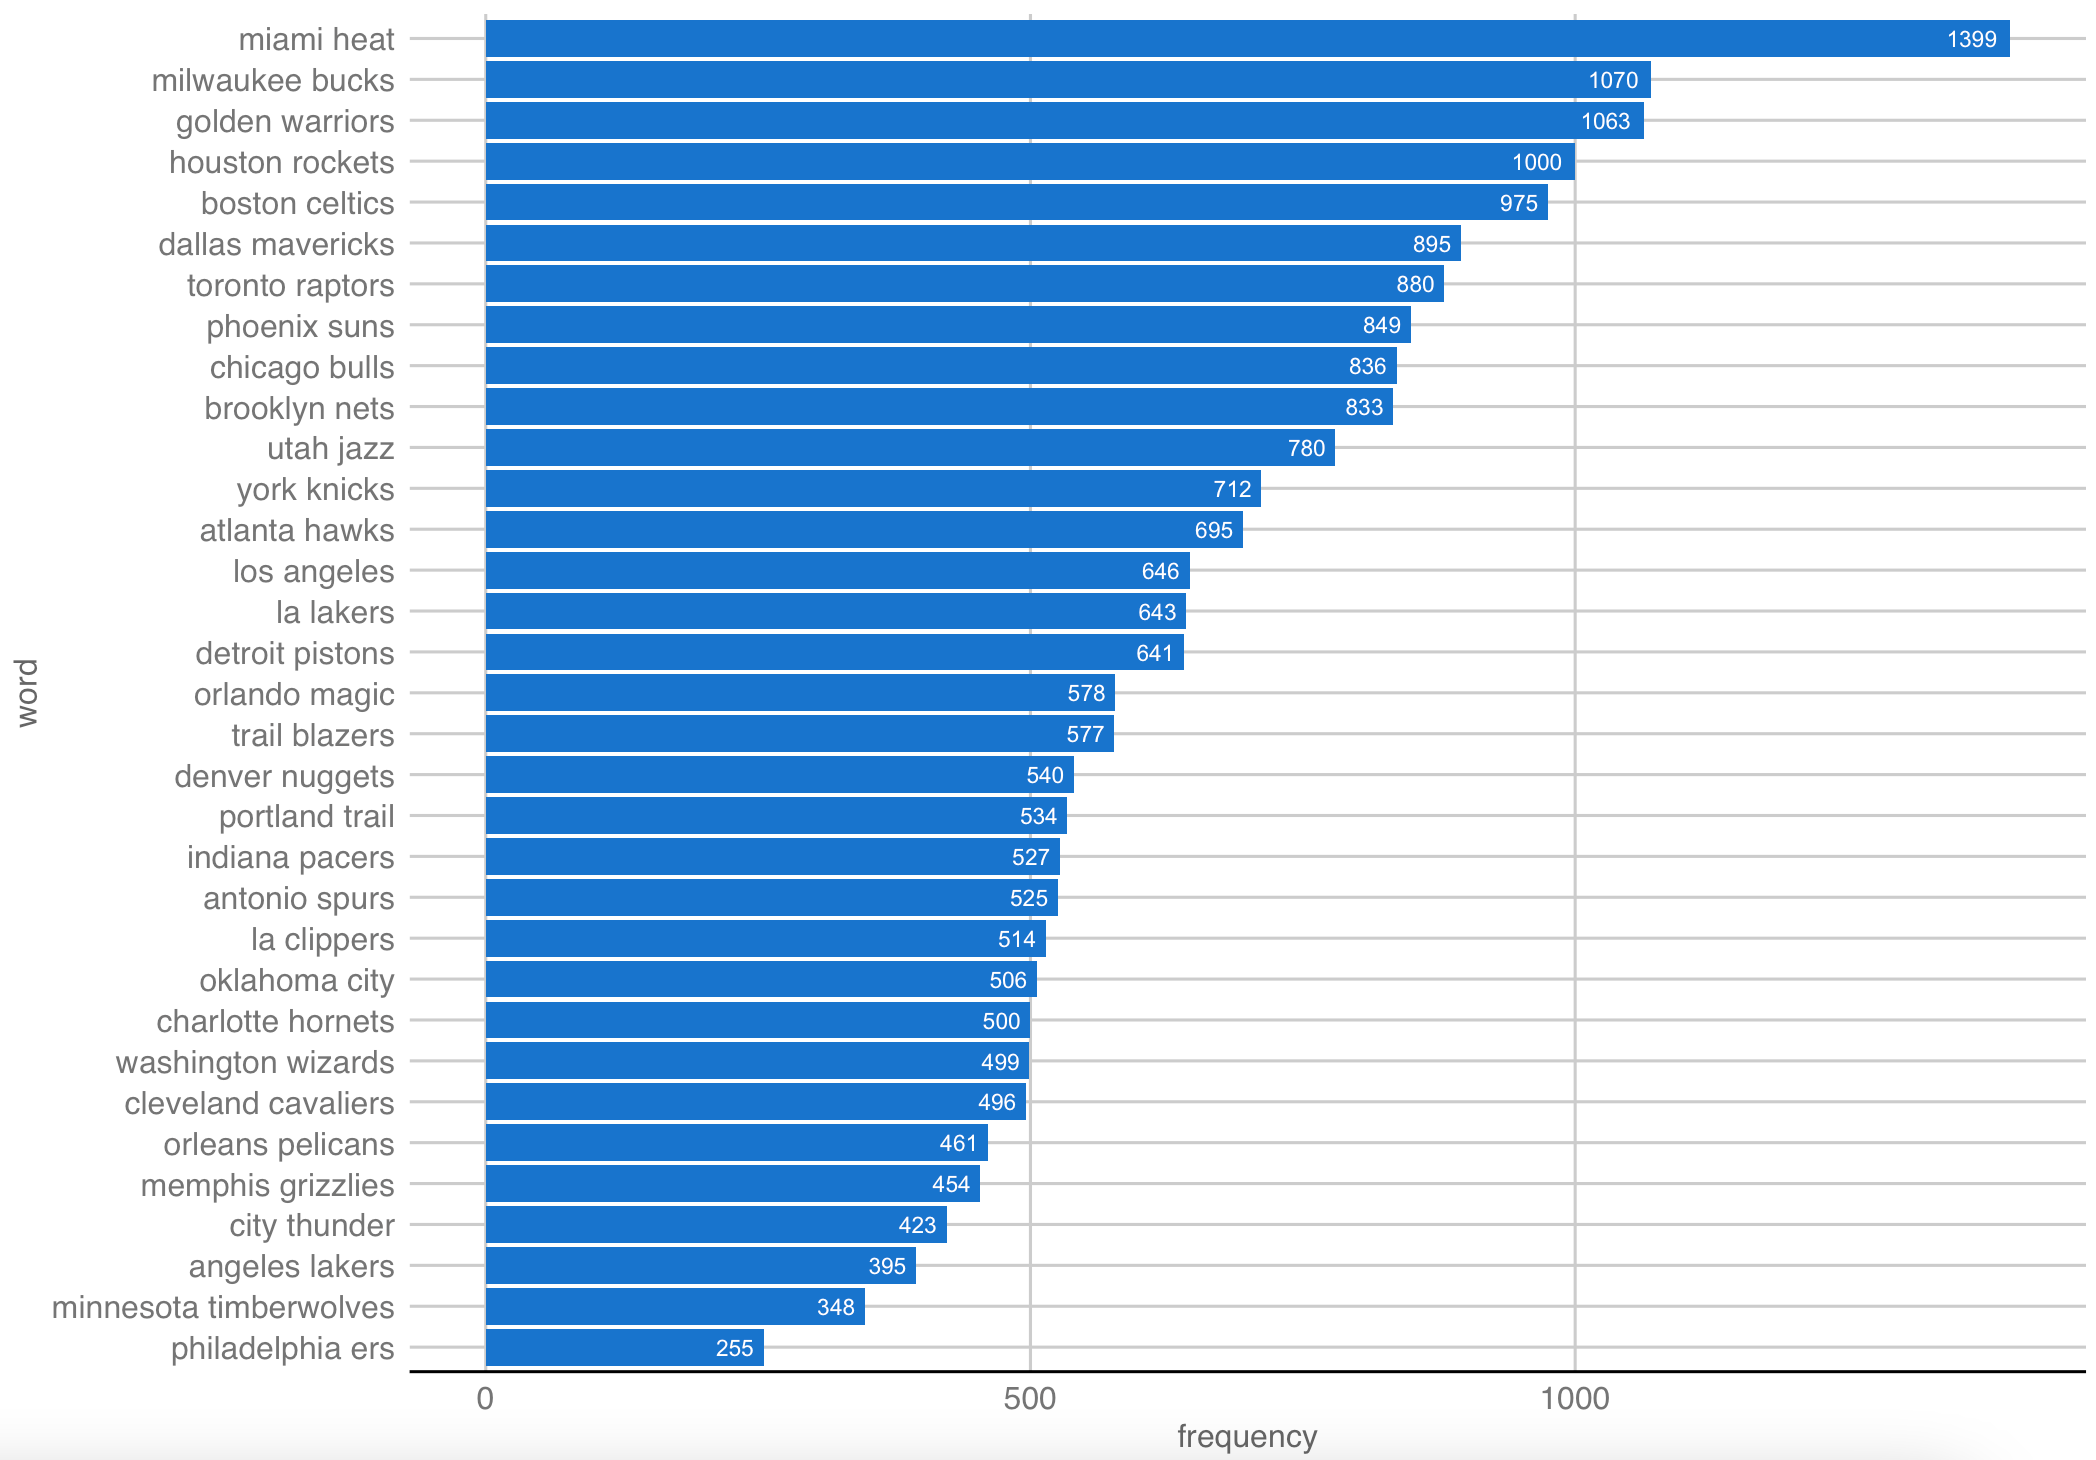 miami heat 1399
milwaukee bucks 1070
golden warriors 1063
houston rockets 1000
boston celtics 975
dallas mavericks 895
toronto raptors 880
phoenix suns 849
chicago bulls 836
brooklyn nets 833
utah jazz 780
york knicks 712
atlanta hawks 695
los angeles 646
la lakers 643
detroit pistons 641
orlando magic 578
trail blazers 577
denver nuggets 540
portland trail 534
indiana pacers 527
antonio spurs 525
la clippers 514
oklahoma city 506
charlotte hornets 500
washington wizards 499
cleveland cavaliers 496
orleans pelicans 461
memphis grizzlies 454
city thunder 423
angeles lakers 395
minnesota timberwolves 348
philadelphia ers 255
word
0 500 1000
frequency